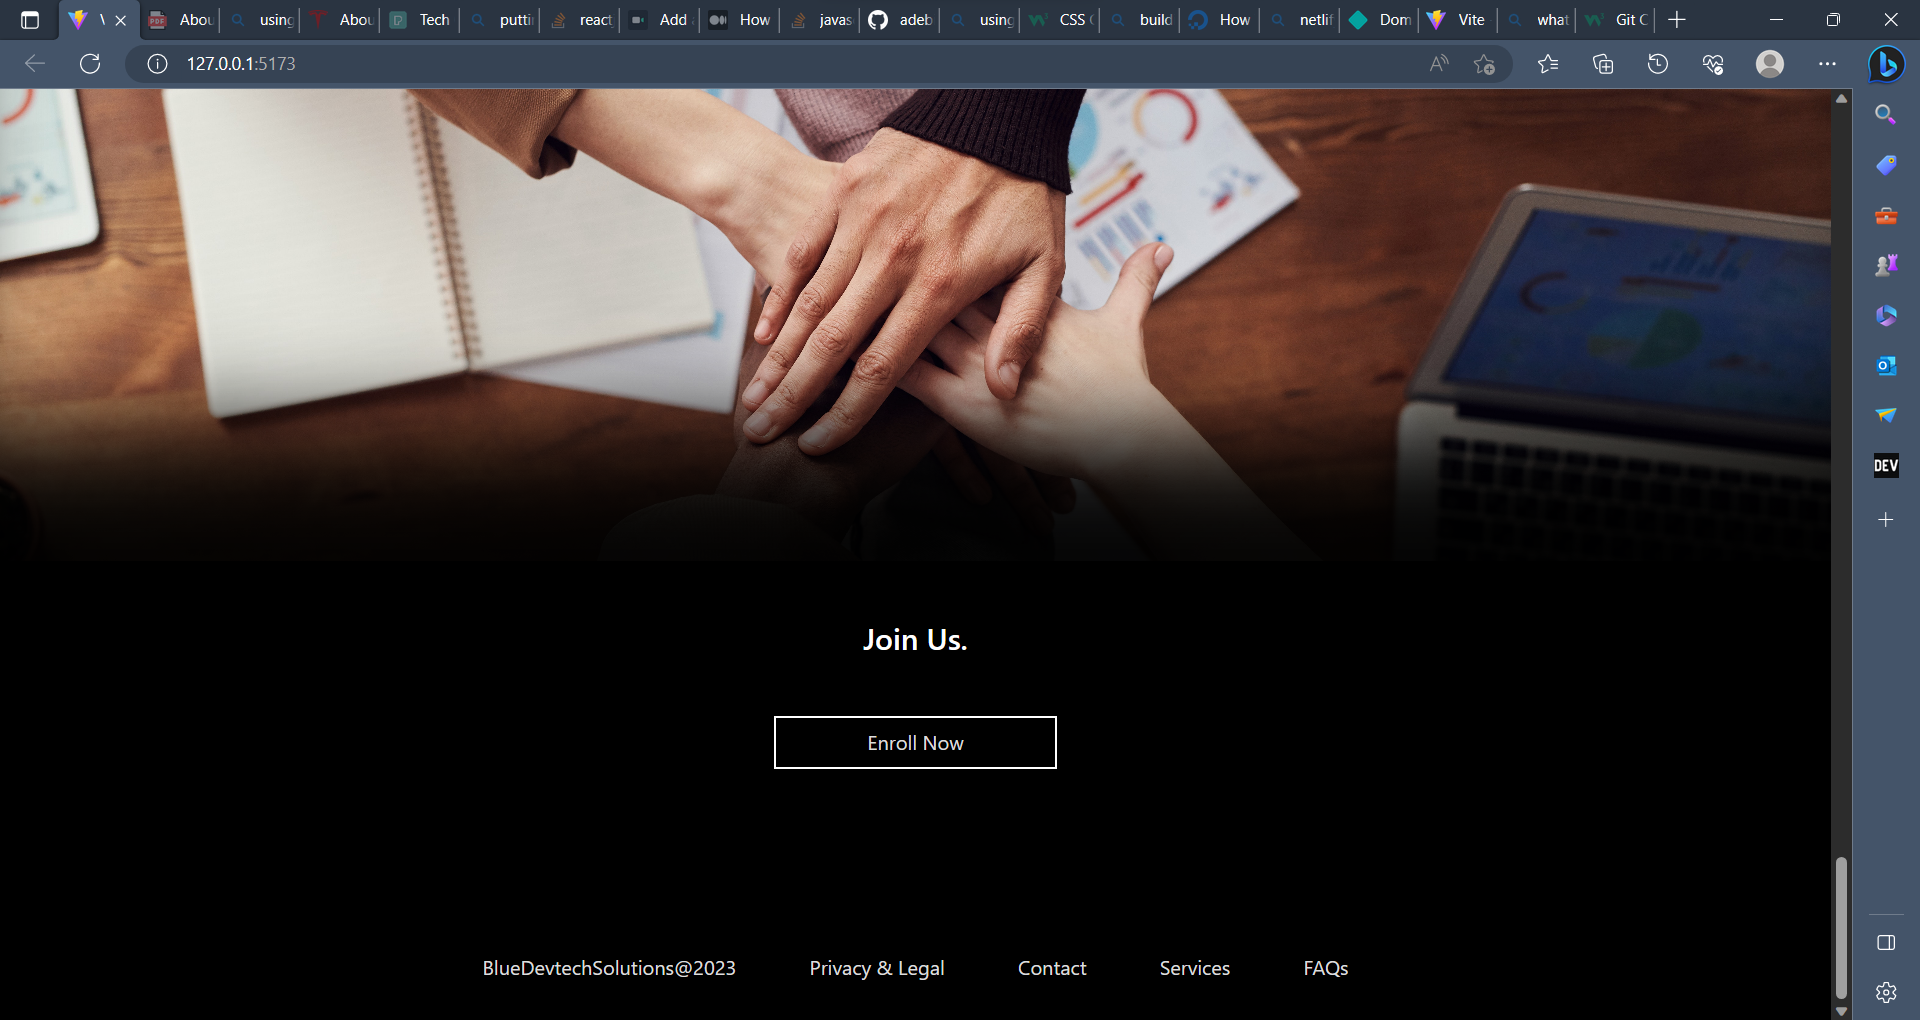 Abou
using
Abou
Tech
putti
react
Add
How
javas
adeb
using
CSS
build
How
netlif
Dom
Vite
what
Git C
127.0.0.1:5173
DEV
Join Us.
Enroll Now
BlueDevtechSolutions@2023 Privacy & Legal Contact Services FAQs